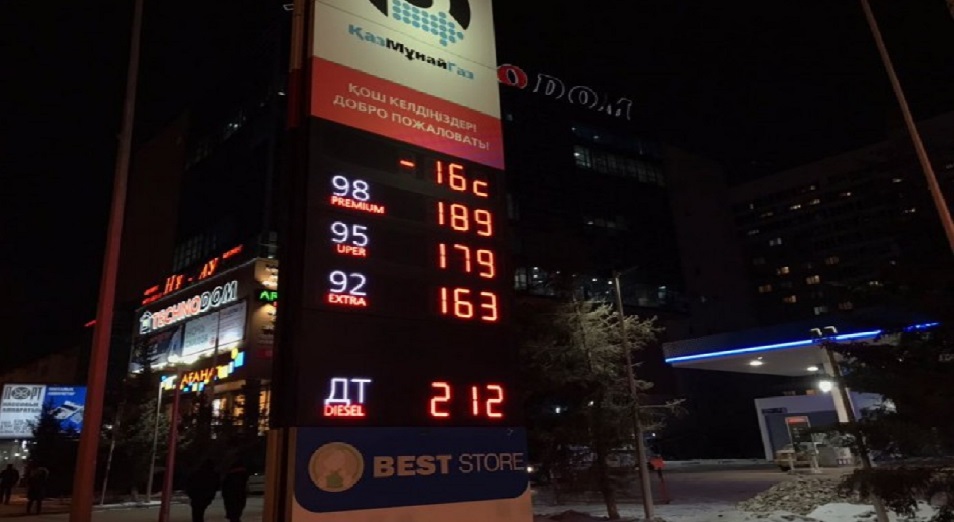 ҚазМұнайГаз
ҚОШ КЕЛДІҢІЗДЕР!
ДОБРО ПОЖАЛОВАТЬ!
-16c
98 189
PREMIUM
95 179
UPER
92 163
EXTRA
ДТ 212
DIESEL
BEST STORE
ODOM
TECHNODOM